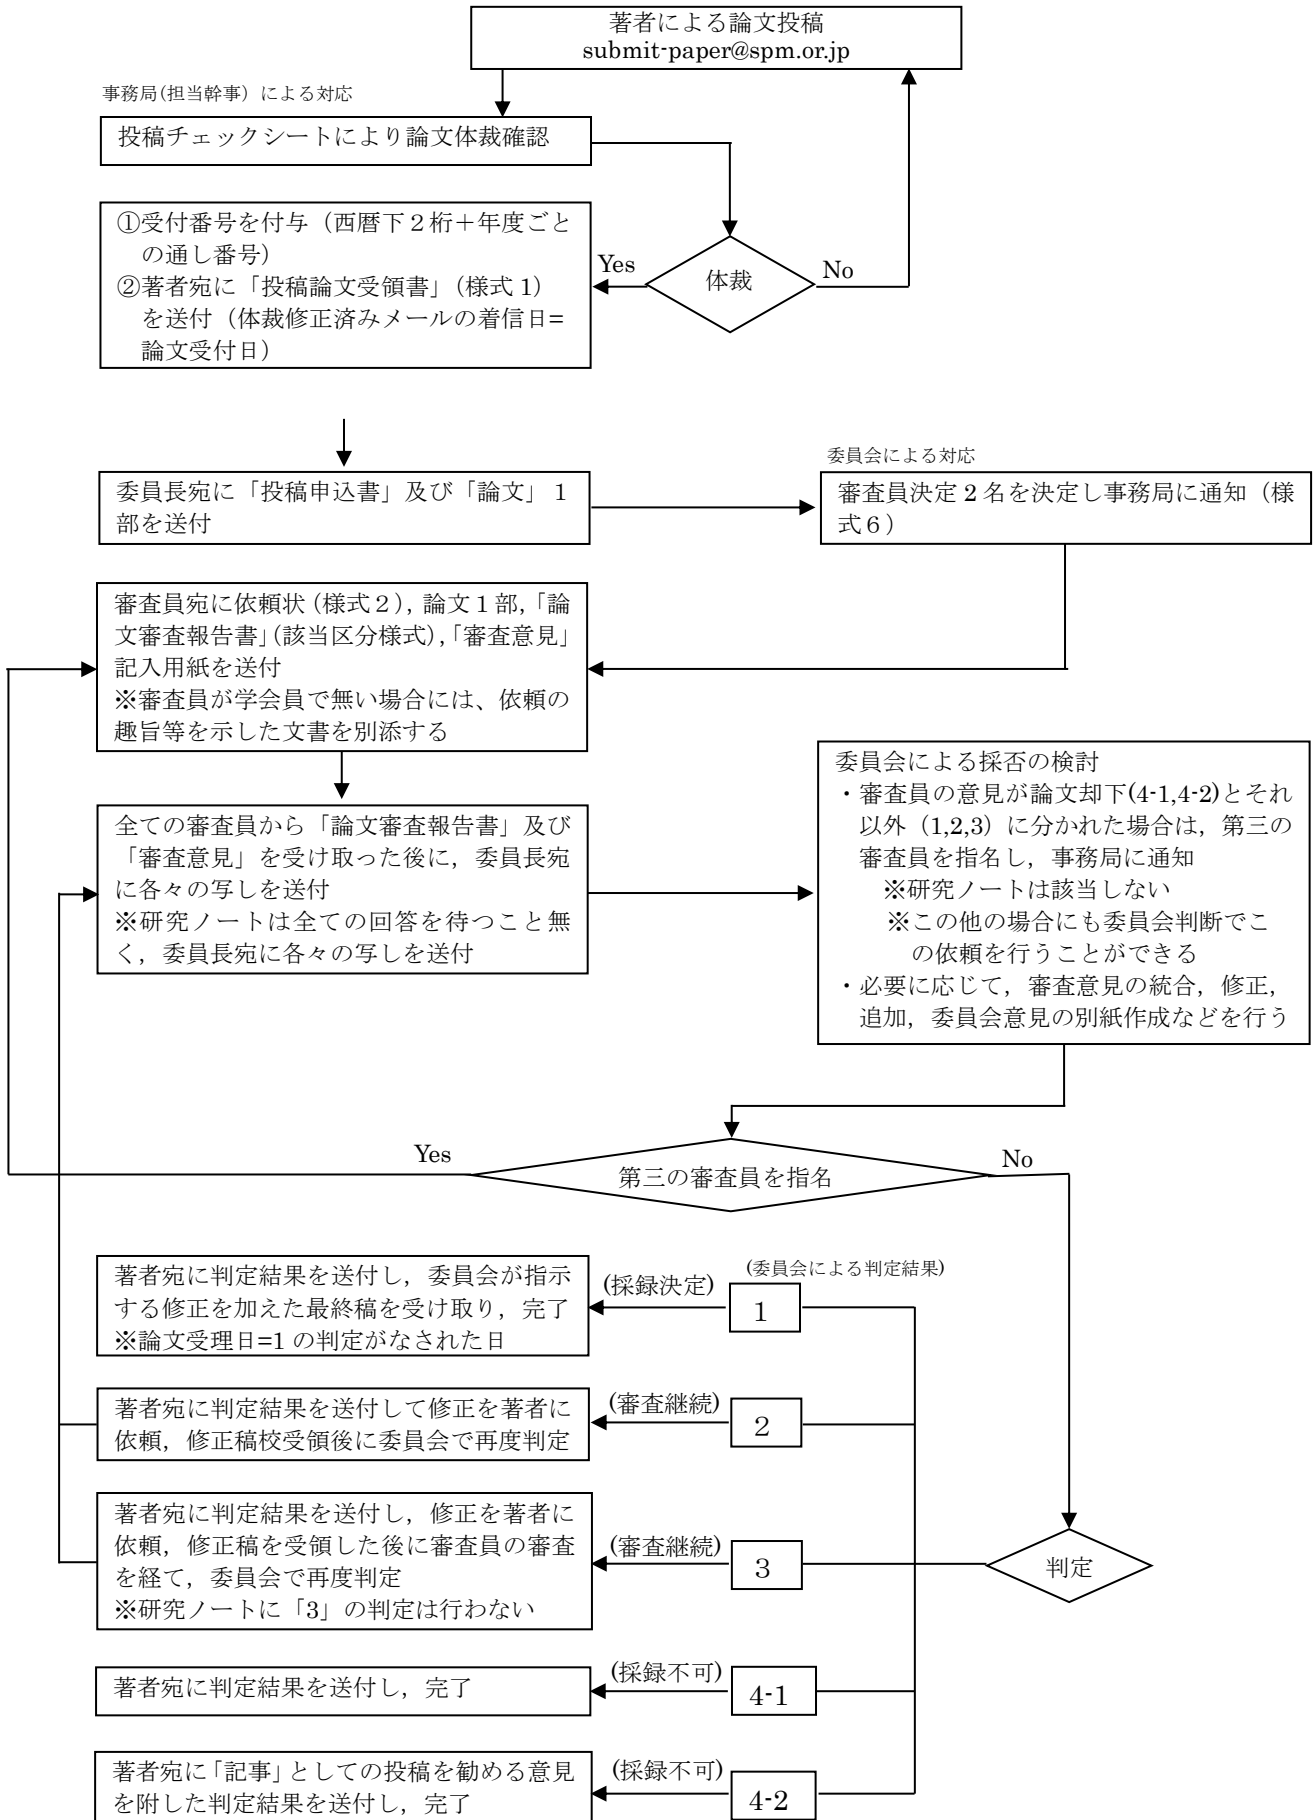 著者による論文投稿
submit-paper@spm.or.jp
事務局(担当幹事）による対応
投稿チェックシートにより論文体裁確認
①受付番号を付与（西暦下２桁＋年度ごと
の通し番号）
②著者宛に「投稿論文受領書」（様式 1）
を送付（体裁修正済みメールの着信日=
論文受付日）
Yes
体裁
No
委員長宛に「投稿申込書」及び「論文」１
部を送付
委員会による対応
審査員決定 2 名を決定し事務局に通知（様
式６）
審査員宛に依頼状（様式２）, 論文１部,「論
文審査報告書」（該当区分様式）,「審査意見」
記入用紙を送付
※審査員が学会員で無い場合には、依頼の
趣旨等を示した文書を別添する
全ての審査員から「論文審査報告書」及び
「審査意見」を受け取った後に，委員長宛
に各々の写しを送付
※研究ノートは全ての回答を待つこと無
く，委員長宛に各々の写しを送付
委員会による採否の検討
・審査員の意見が論文却下(4-1,4-2)とそれ
以外（1,2,3）に分かれた場合は，第三の
審査員を指名し，事務局に通知
※研究ノートは該当しない
※この他の場合にも委員会判断でこ
の依頼を行うことができる
・必要に応じて，審査意見の統合，修正，
追加，委員会意見の別紙作成などを行う
Yes
第三の審査員を指名
No
著者宛に判定結果を送付し，委員会が指示
する修正を加えた最終稿を受け取り，完了
※論文受理日=1 の判定がなされた日
(採録決定)
(委員会による判定結果)
1
著者宛に判定結果を送付して修正を著者に
依頼，修正稿校受領後に委員会で再度判定
(審査継続)
2
著者宛に判定結果を送付し，修正を著者に
依頼，修正稿を受領した後に審査員の審査
を経て，委員会で再度判定
※研究ノートに「3」の判定は行わない
(審査継続)
3
判定
著者宛に判定結果を送付し，完了
(採録不可)
4-1
著者宛に「記事」としての投稿を勧める意見
を附した判定結果を送付し，完了
(採録不可)
4-2